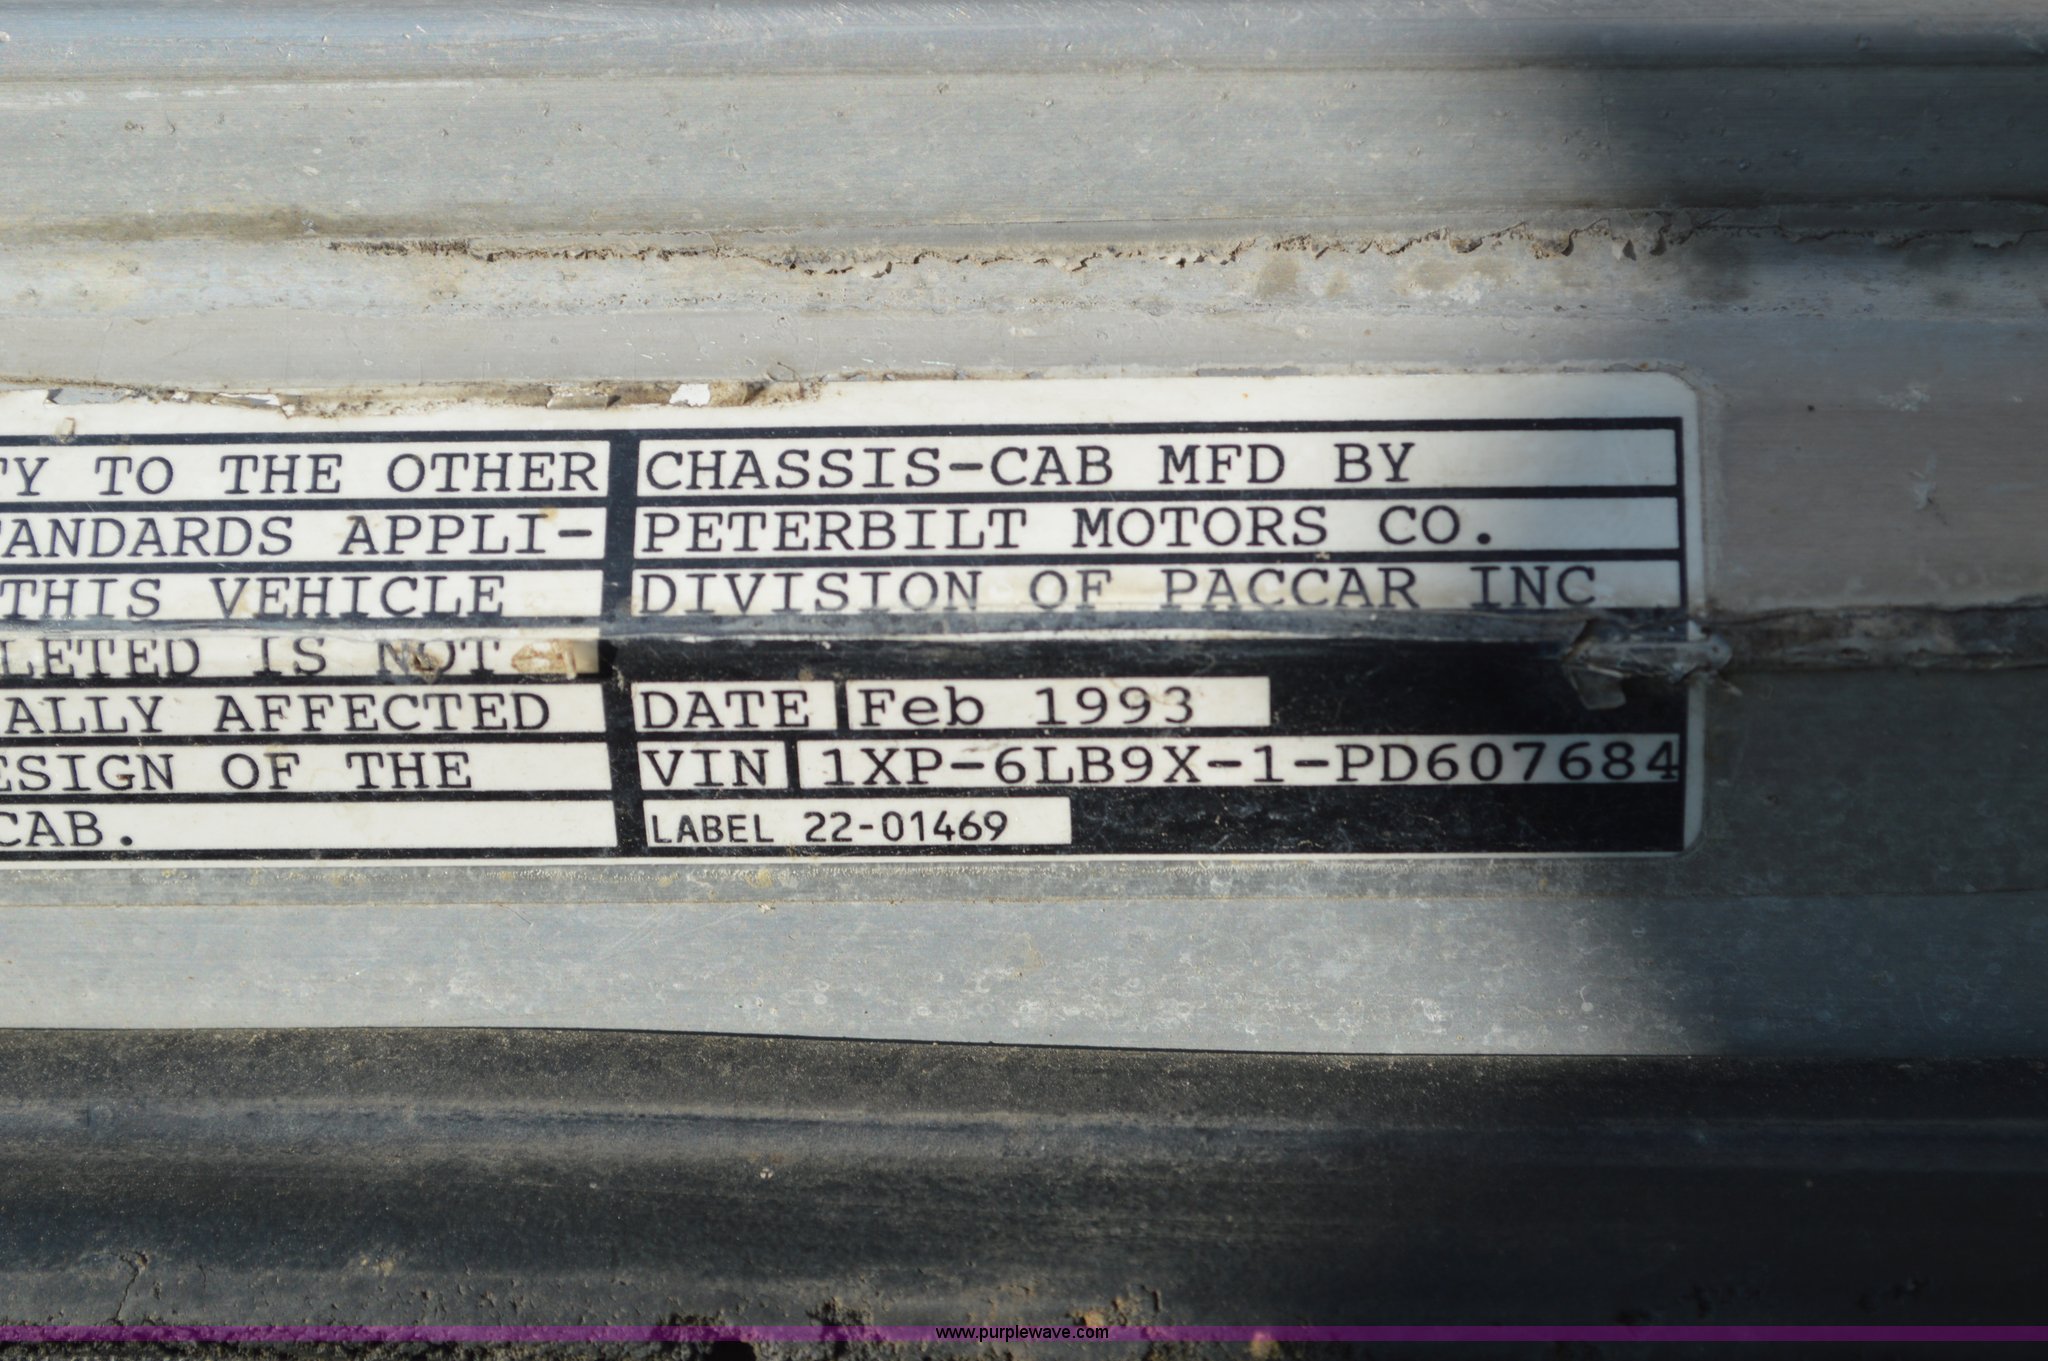 TY TO THE OTHER
TANDARDS APPLI-
THIS VEHICLE
LETED IS NOT
ALLY AFFECTED
ESIGN OF THE
CAB.
CHASSIS-CAB MFD BY
PETERBILT MOTORS CO.
DIVISION OF PACCAR INC
DATE Feb 1993
VIN 1XP-6LB9X-1-PD607684
LABEL 22-01469
www.purplewave.com